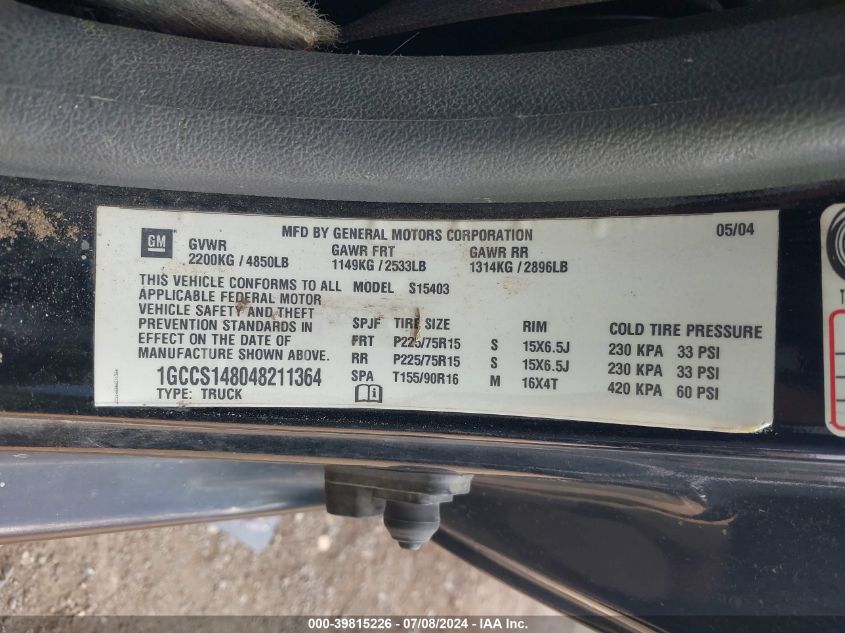 MFD BY GENERAL MOTORS CORPORATION 05/04
GM
GVWR GAWR FRT GAWR RR
2200KG / 4850LB 1149KG / 2533LB 1314KG / 2896LB
THIS VEHICLE CONFORMS TO ALL
APPLICABLE FEDERAL MOTOR
VEHICLE SAFETY AND THEFT
PREVENTION STANDARDS IN
EFFECT ON THE DATE OF
MANUFACTURE SHOWN ABOVE.
1GCCS148048211364
TYPE: TRUCK
MODEL S15403
SPJF TIRE SIZE RIM COLD TIRE PRESSURE
FRT P225/75R15 S 15X6.5J 230 KPA 33 PSI
RR P225/75R15 S 15X6.5J 230 KPA 33 PSI
SPA T155/90R16 M 16X4T 420 KPA 60 PSI
T
000-39815226 - 07/08/2024 - IAA Inc.